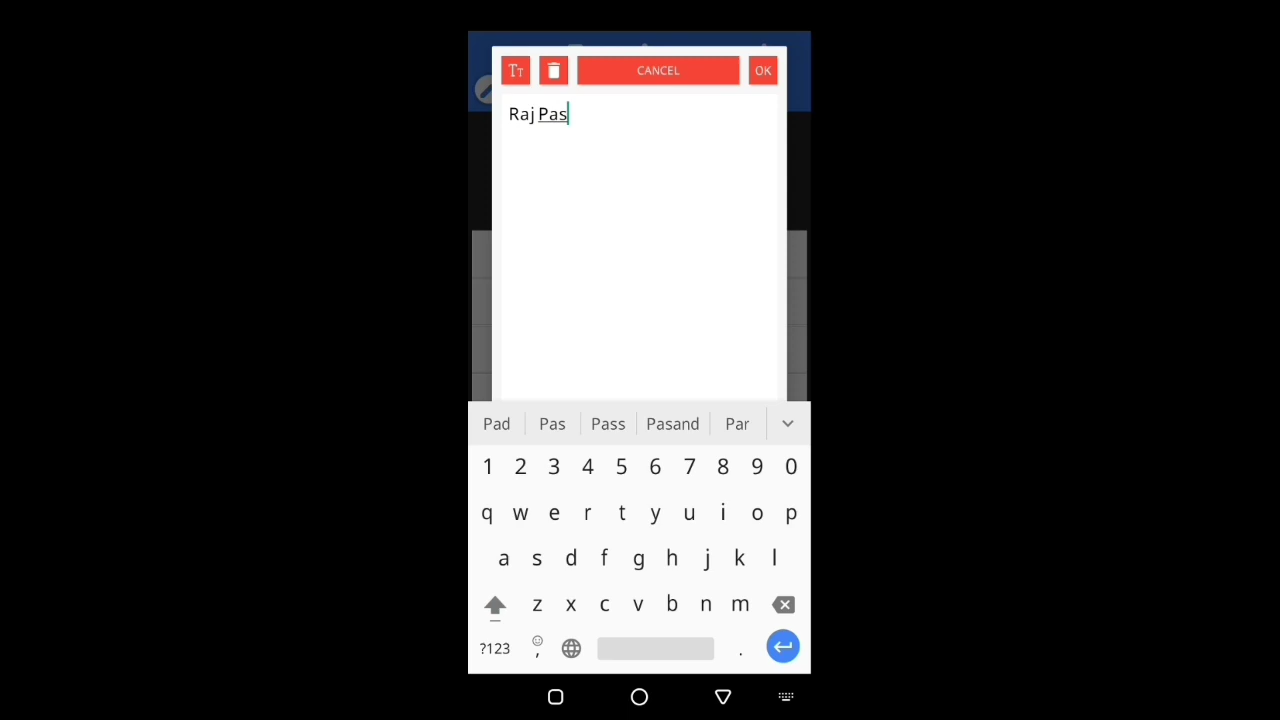 Tт CANCEL OK
Raj Pas
Pad Pas Pass Pasand Par
1 2 3 4 5 6 7 8 9 0
q w e r t y u i o p
a s d f g h j k l
z x c v b n m
?123 , .